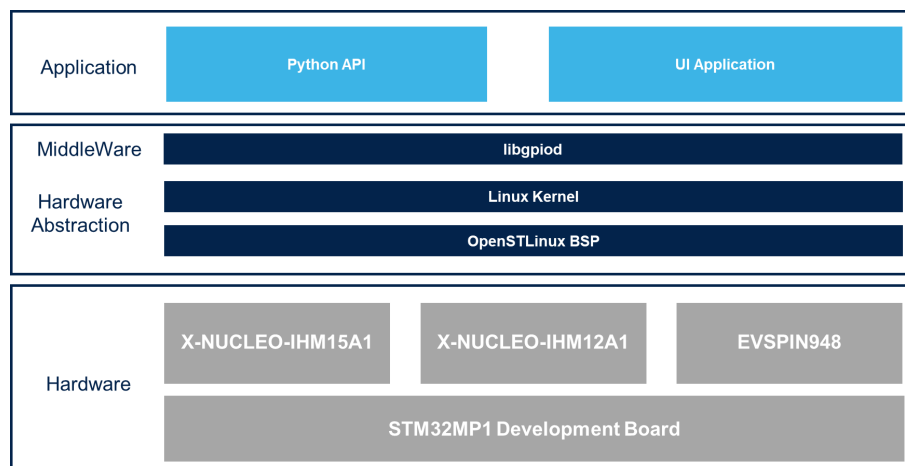 Application
Python API
UI Application
MiddleWare
libgpiod
Hardware
Abstraction
Linux Kernel
OpenSTLinux BSP
Hardware
X-NUCLEO-IHM15A1
X-NUCLEO-IHM12A1
EVSPIN948
STM32MP1 Development Board